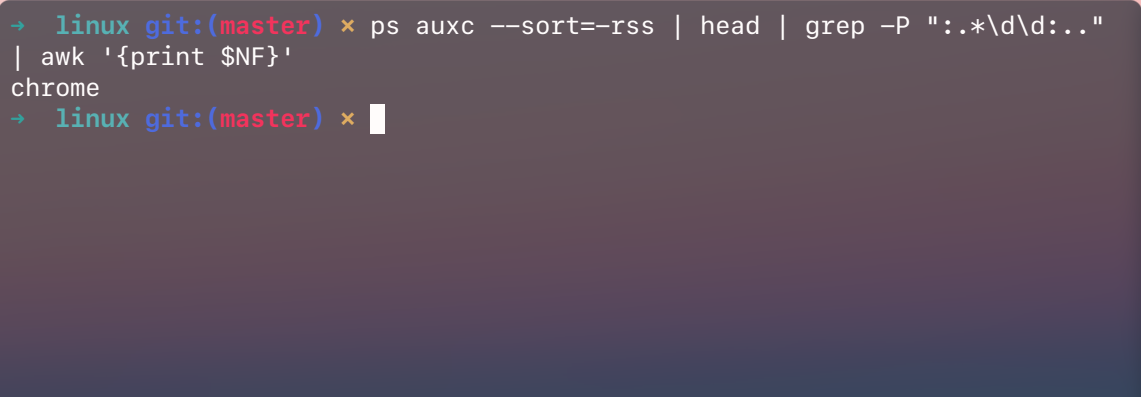 → linux git:(master) × ps auxc --sort=-rss | head | grep -P ":.*\d\d:.."
| awk '{print $NF}'
chrome
→ linux git:(master) ×